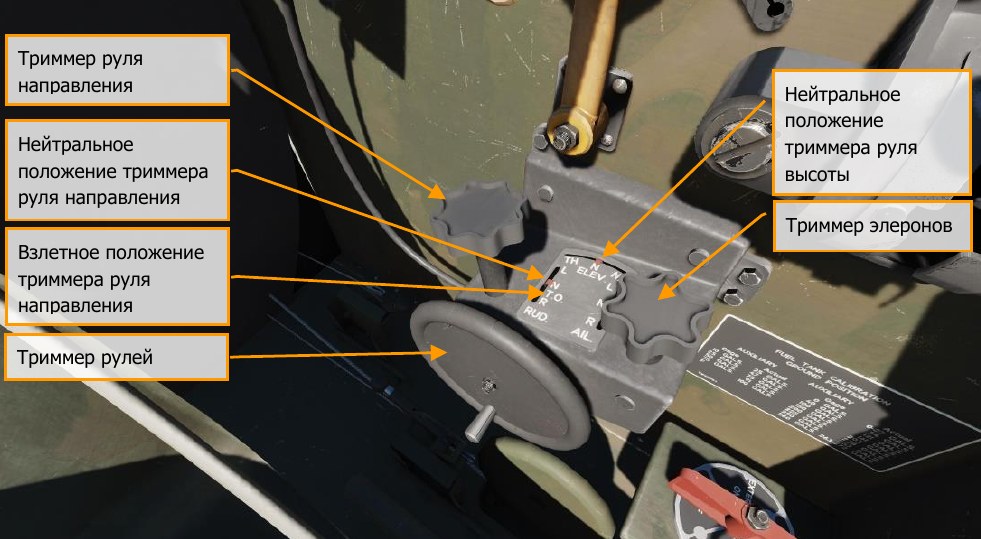 Триммер руля
направления
Нейтральное
положение триммера
руля направления
Взлетное положение
триммера руля
направления
Триммер рулей
Нейтральное
положение
триммера руля
высоты
Триммер элеронов
TH N N
L ELEV L
N
TO N
R R
RUD AIL
FUEL TANK CALIBRATION
GROUND POSITION
AUXILIARY
AUXILIARY